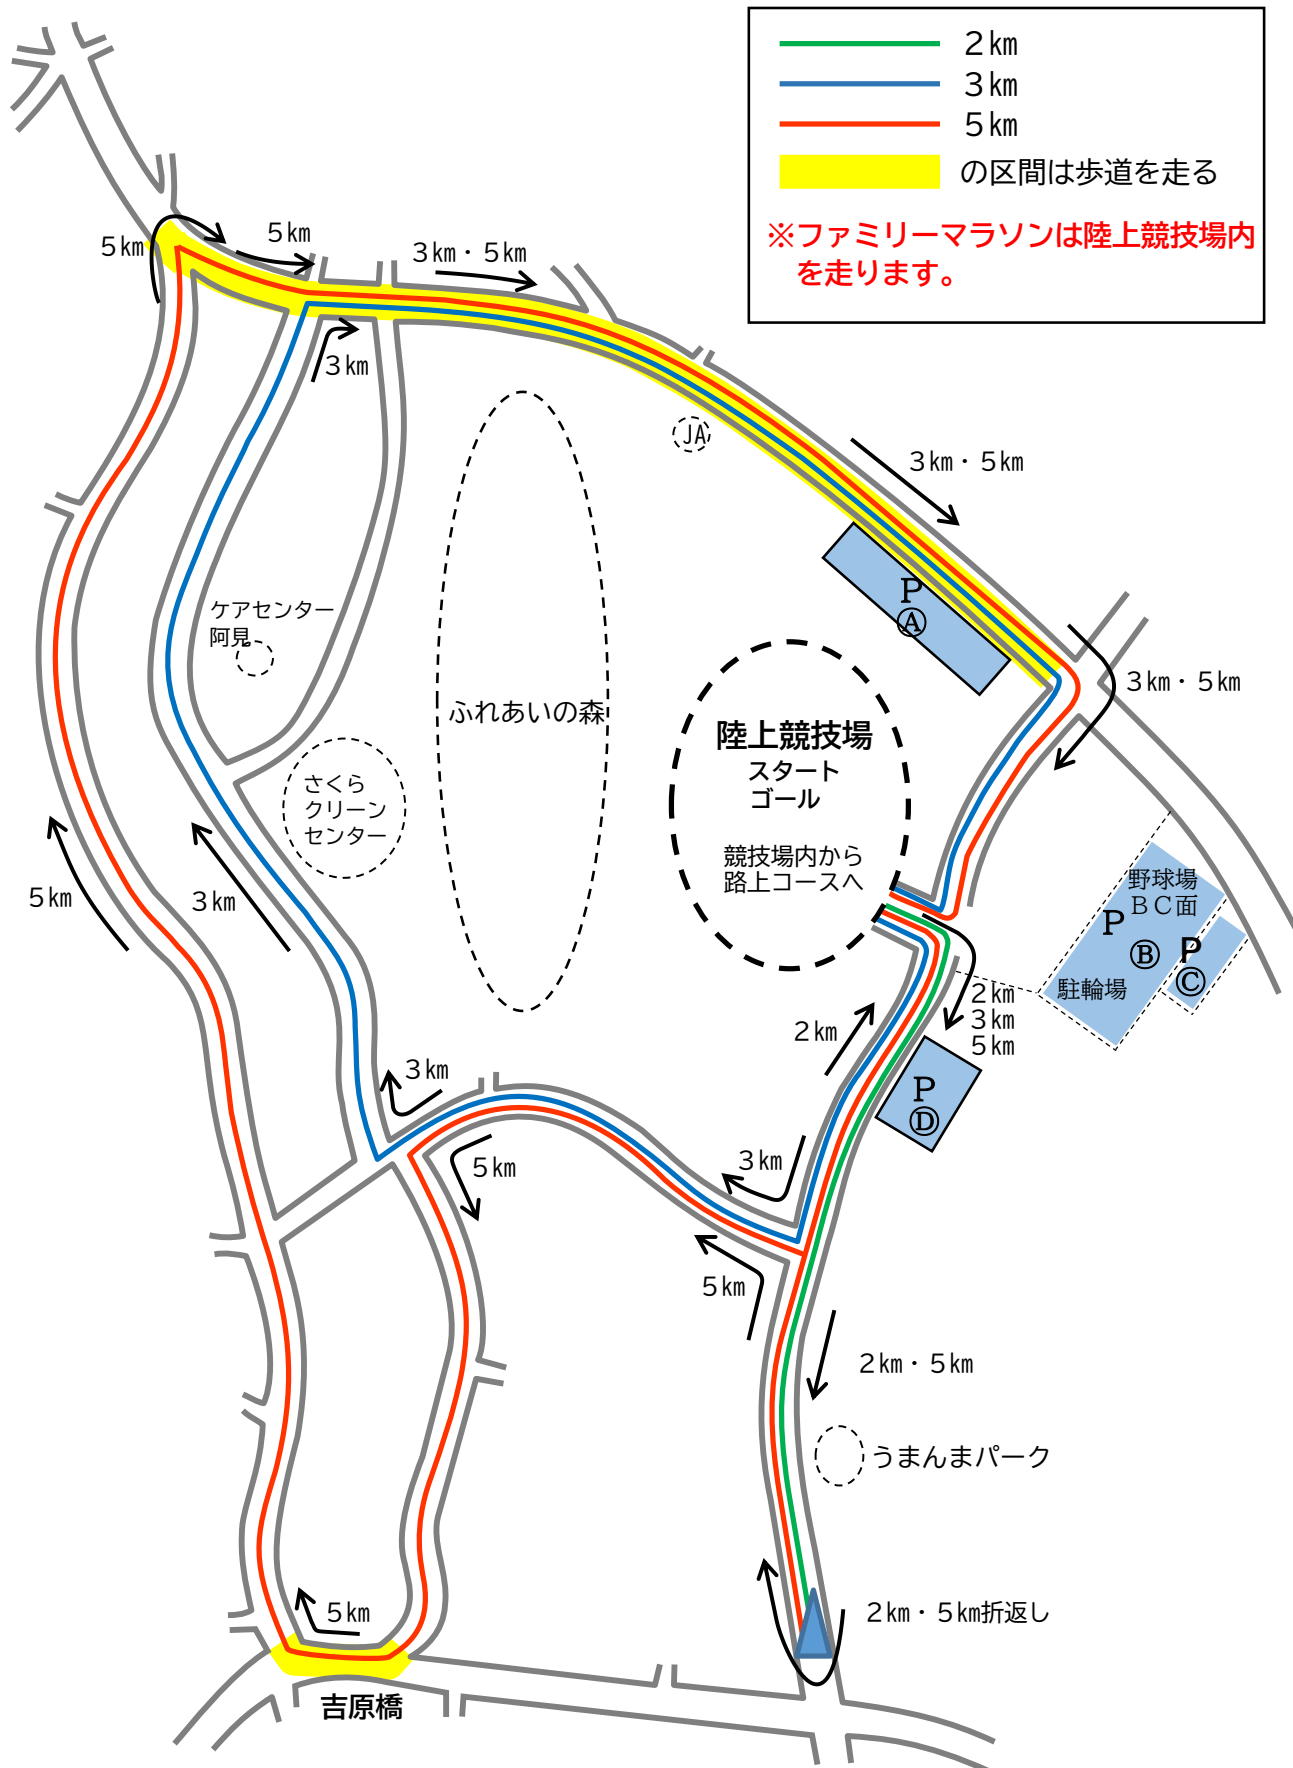 2㎞
3㎞
5㎞
の区間は歩道を走る
※ファミリーマラソンは陸上競技場内
を走ります。
5㎞
5㎞
3㎞・5㎞
3㎞
JA
3㎞・5㎞
P
Ⓐ
ケアセンター
阿見
3㎞・5㎞
ふれあいの森
陸上競技場
スタート
ゴール
競技場内から
路上コースへ
さくら
クリーン
センター
5㎞
3㎞
野球場
BC面
P
Ⓑ
P
Ⓒ
駐輪場
2㎞
3㎞
5㎞
2㎞
P
Ⓓ
3㎞
3㎞
5㎞
5㎞
2㎞・5㎞
うまんまパーク
5㎞
2㎞・5㎞折返し
吉原橋